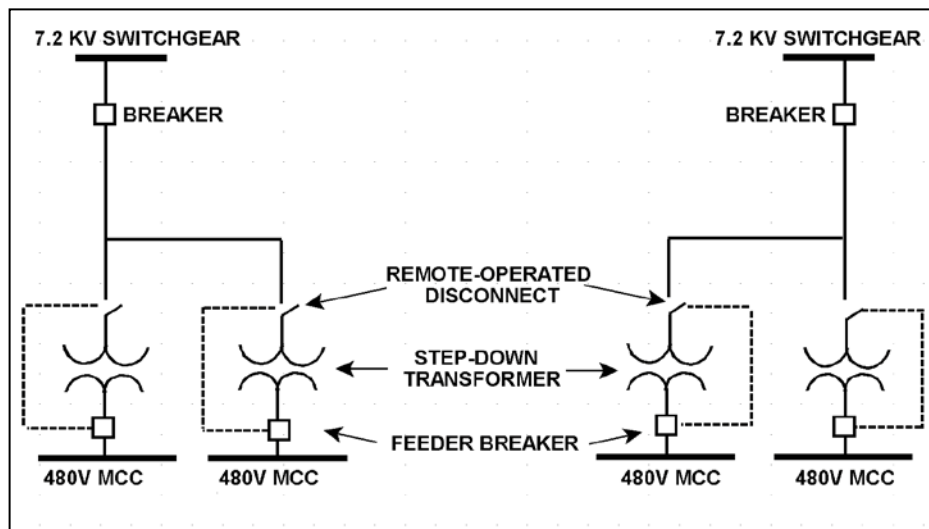 7.2 KV SWITCHGEAR
7.2 KV SWITCHGEAR
BREAKER
BREAKER
REMOTE-OPERATED
DISCONNECT
STEP-DOWN
TRANSFORMER
FEEDER BREAKER
480V MCC
480V MCC
480V MCC
480V MCC